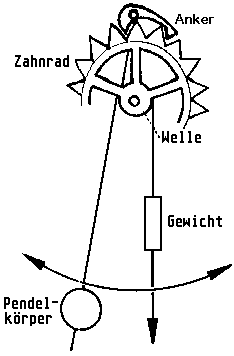 Anker
Zahnrad
Welle
Gewicht
Pendel-
körper